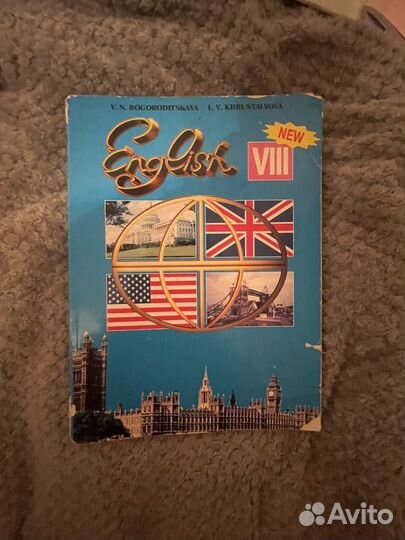 V. N. BOGORODITSKAYA L. V. KHRUSTALYOVA
NEW
English VIII
Avito